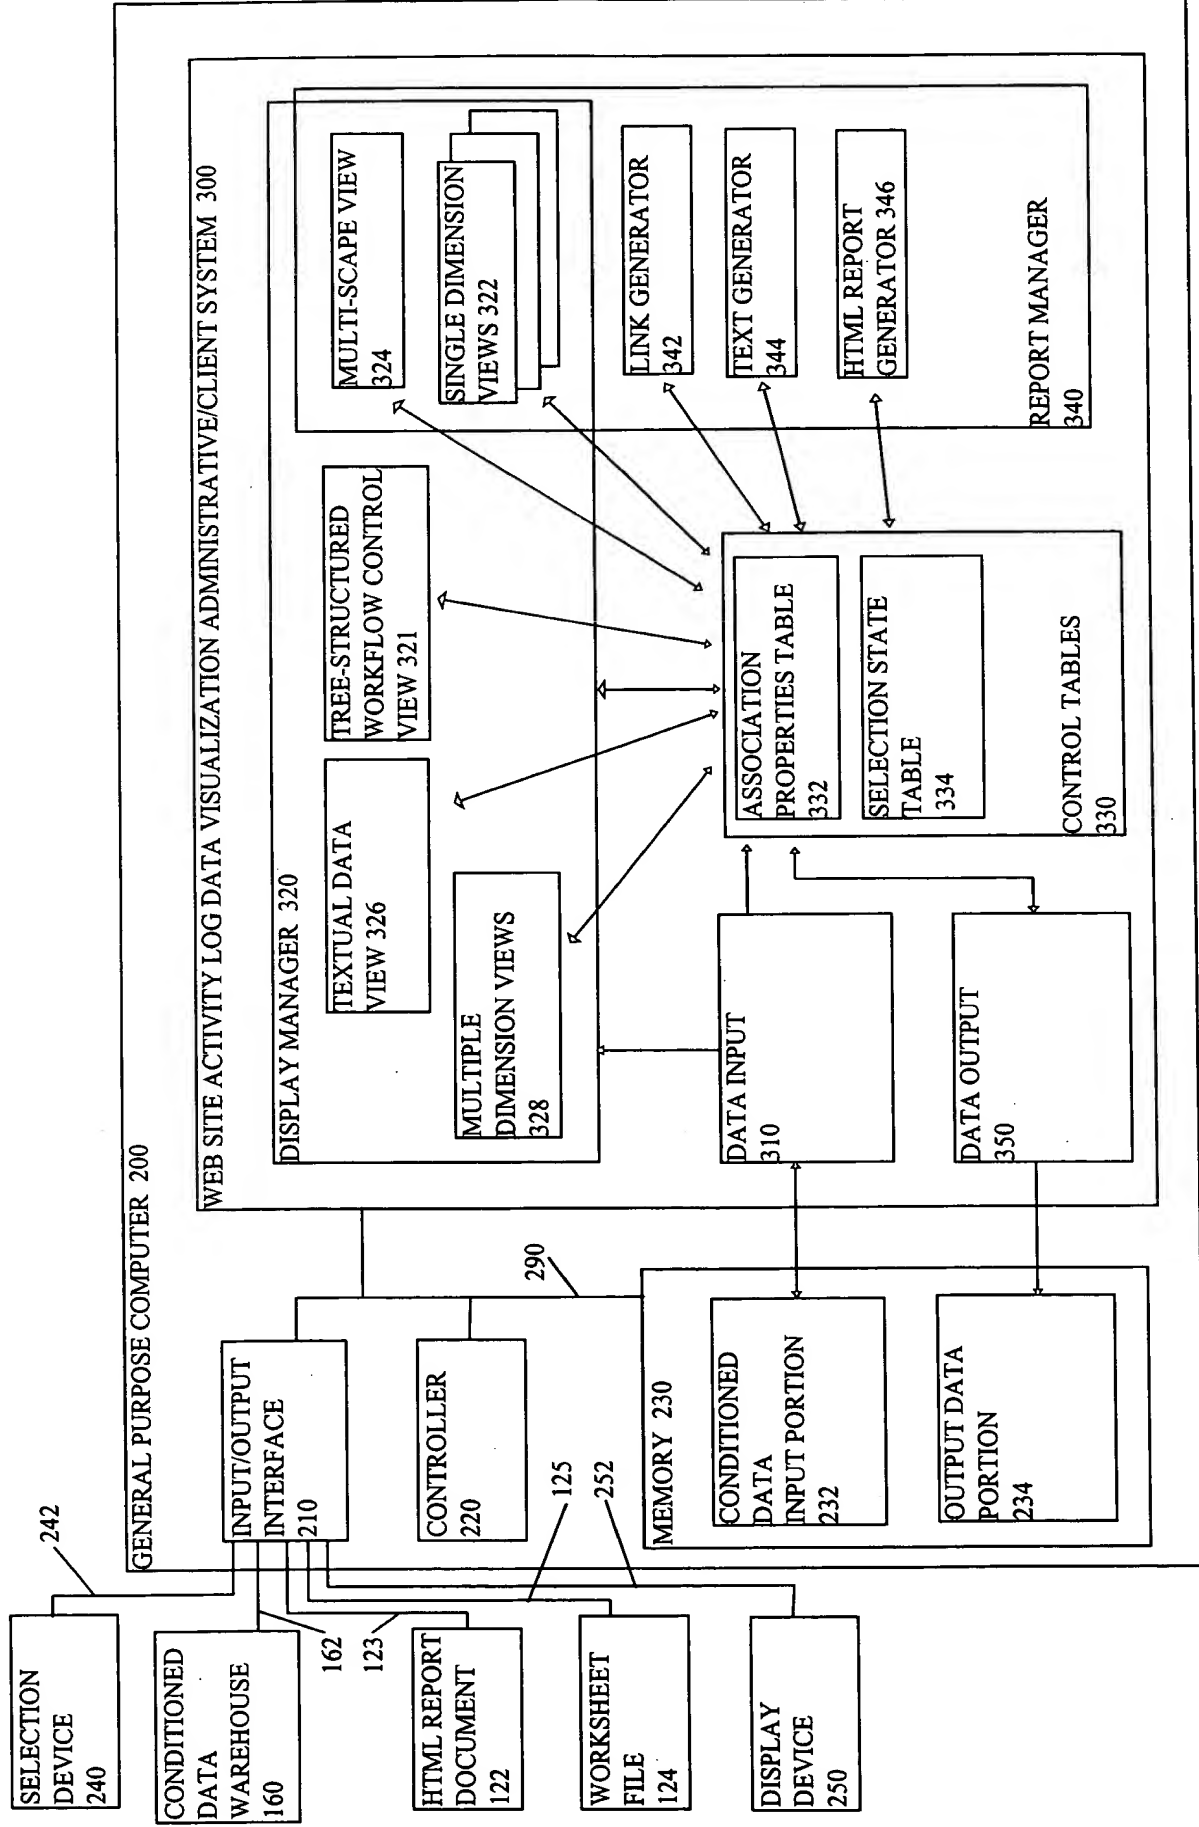 SELECTION
DEVICE
240
242
CONDITIONED
DATA
WAREHOUSE
160
162
123
HTML REPORT
DOCUMENT
122
125
WORKSHEET
FILE
124
252
DISPLAY
DEVICE
250
GENERAL PURPOSE COMPUTER 200
INPUT/OUTPUT
INTERFACE
210
CONTROLLER
220
290
MEMORY 230
CONDITIONED
DATA
INPUT PORTION
232
OUTPUT DATA
PORTION
234
WEB SITE ACTIVITY LOG DATA VISUALIZATION ADMINISTRATIVE/CLIENT SYSTEM 300
DISPLAY MANAGER 320
TEXTUAL DATA
VIEW 326
TREE-STRUCTURED
WORKFLOW CONTROL
VIEW 321
MULTI-SCAPE VIEW
324
MULTIPLE
DIMENSION VIEWS
328
SINGLE DIMENSION
VIEWS 322
LINK GENERATOR
342
TEXT GENERATOR
344
HTML REPORT
GENERATOR 346
REPORT MANAGER
340
DATA INPUT
310
ASSOCIATION
PROPERTIES TABLE
332
SELECTION STATE
TABLE
334
CONTROL TABLES
330
DATA OUTPUT
350